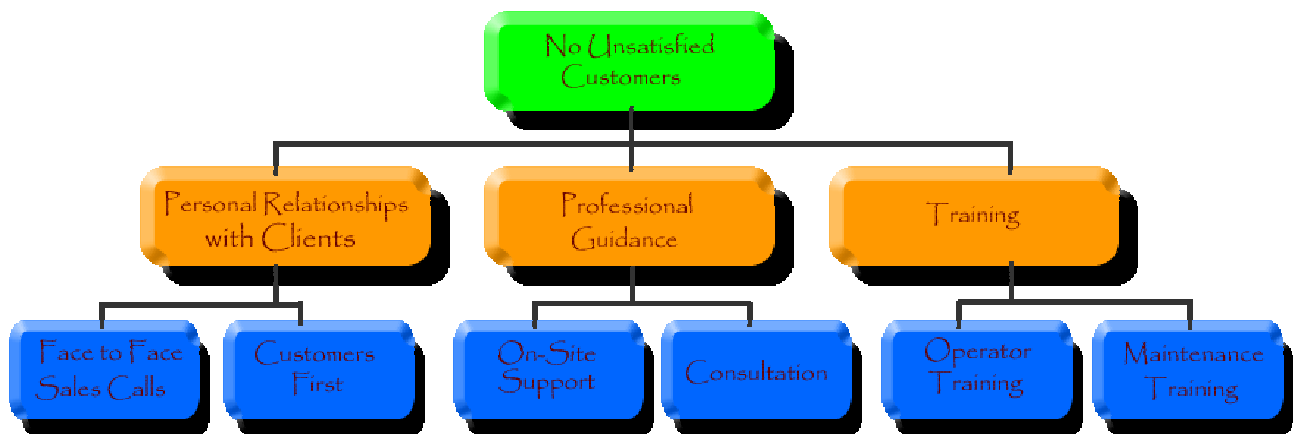 No Unsatisfied
Customers
Personal Relationships
with Clients
Professional
Guidance
Training
Face to Face
Sales Calls
Customers
First
On-Site
Support
Consultation
Operator
Training
Maintenance
Training